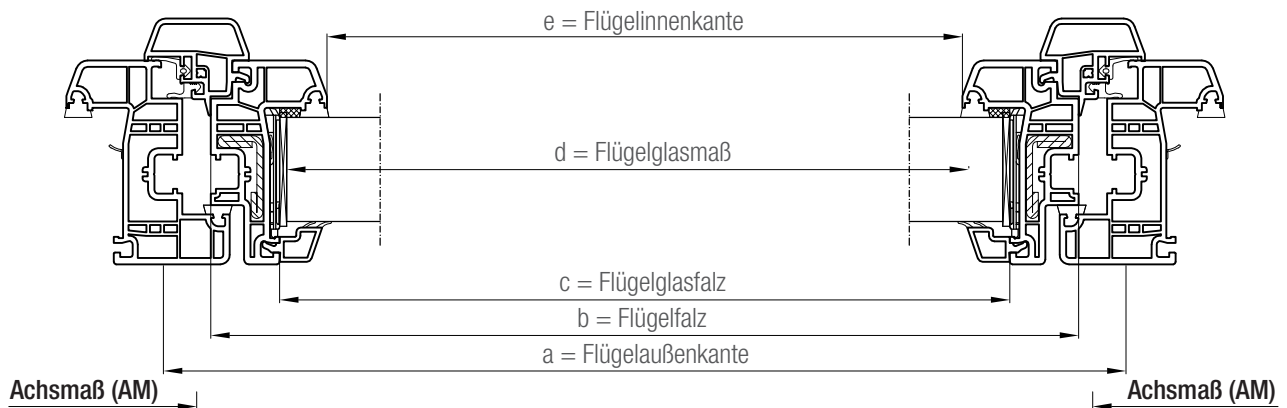 e = Flügelinnenkante
d = Flügelglasmaß
c = Flügelglasfalz
b = Flügelfalz
a = Flügelaußenkante
Achsmaß (AM)
Achsmaß (AM)